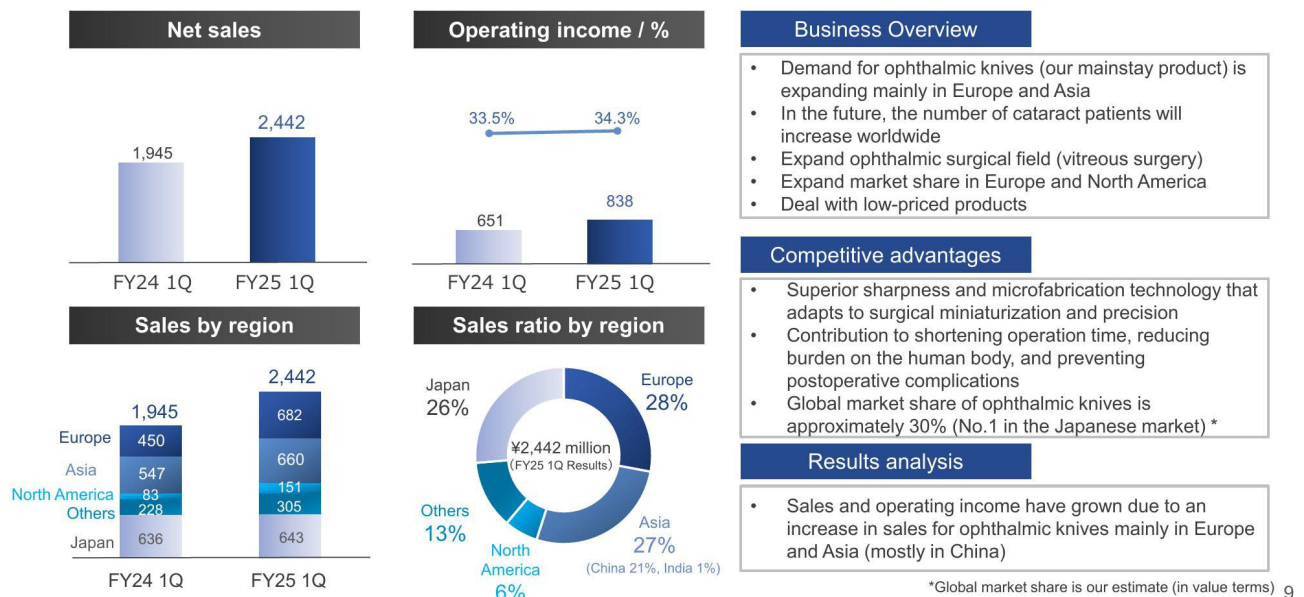 Net sales
2,442
1,945
FY24 1Q
FY25 1Q
Operating income / %
33.5%
34.3%
838
651
FY24 1Q
FY25 1Q
Sales by region
2,442
1,945
682
Europe
450
660
Asia
547
151
North America
83
305
Others
228
643
Japan
636
FY24 1Q
FY25 1Q
Sales ratio by region
Japan
26%
Europe
28%
¥2,442 million
(FY25 1Q Results)
Others
13%
Asia
27%
(China 21%, India 1%)
North
America
6%
Business Overview
• Demand for ophthalmic knives (our mainstay product) is
expanding mainly in Europe and Asia
• In the future, the number of cataract patients will
increase worldwide
• Expand ophthalmic surgical field (vitreous surgery)
• Expand market share in Europe and North America
• Deal with low-priced products
Competitive advantages
• Superior sharpness and microfabrication technology that
adapts to surgical miniaturization and precision
• Contribution to shortening operation time, reducing
burden on the human body, and preventing
postoperative complications
• Global market share of ophthalmic knives is
approximately 30% (No.1 in the Japanese market) *
Results analysis
• Sales and operating income have grown due to an
increase in sales for ophthalmic knives mainly in Europe
and Asia (mostly in China)
*Global market share is our estimate (in value terms)
9